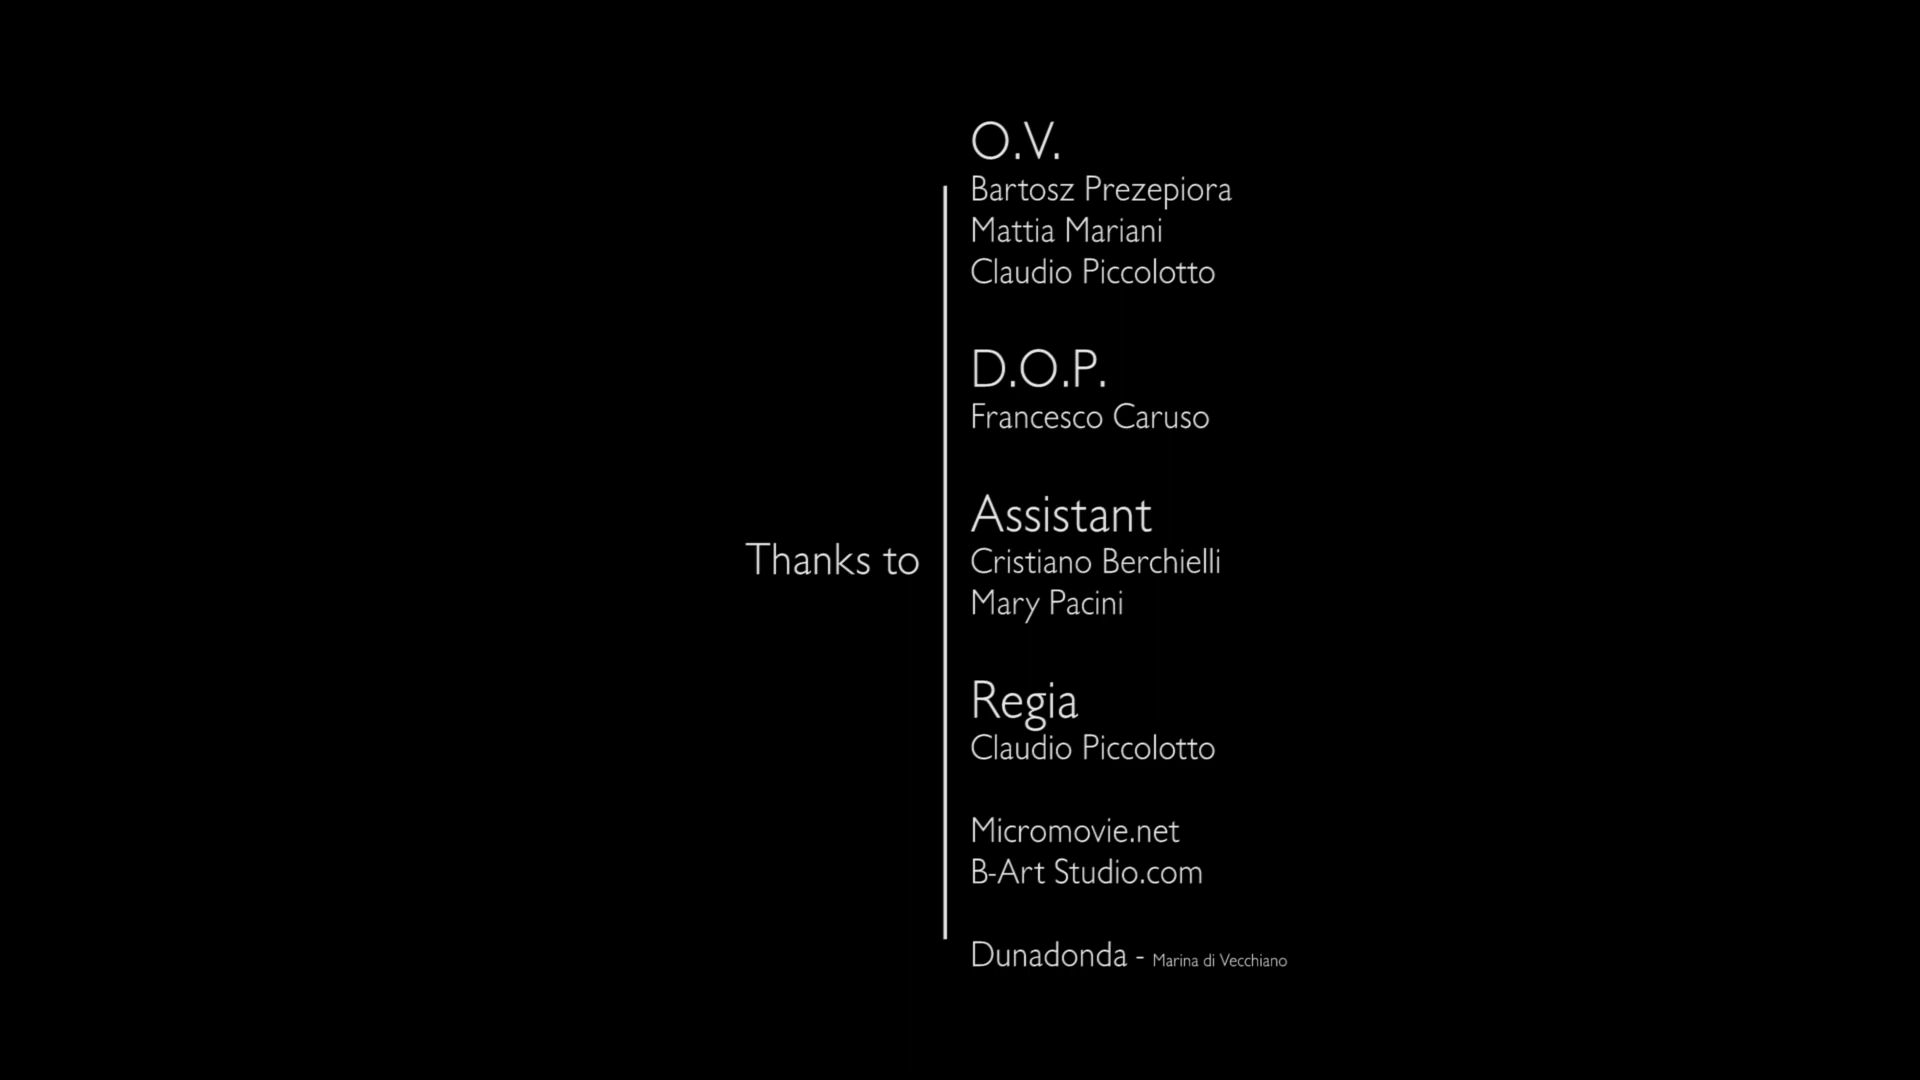 O.V.
Bartosz Prezepiora
Mattia Mariani
Claudio Piccolotto
D.O.P.
Francesco Caruso
Thanks to
Assistant
Cristiano Berchielli
Mary Pacini
Regia
Claudio Piccolotto
Micromovie.net
B-Art Studio.com
Dunadonda - Marina di Vecchiano